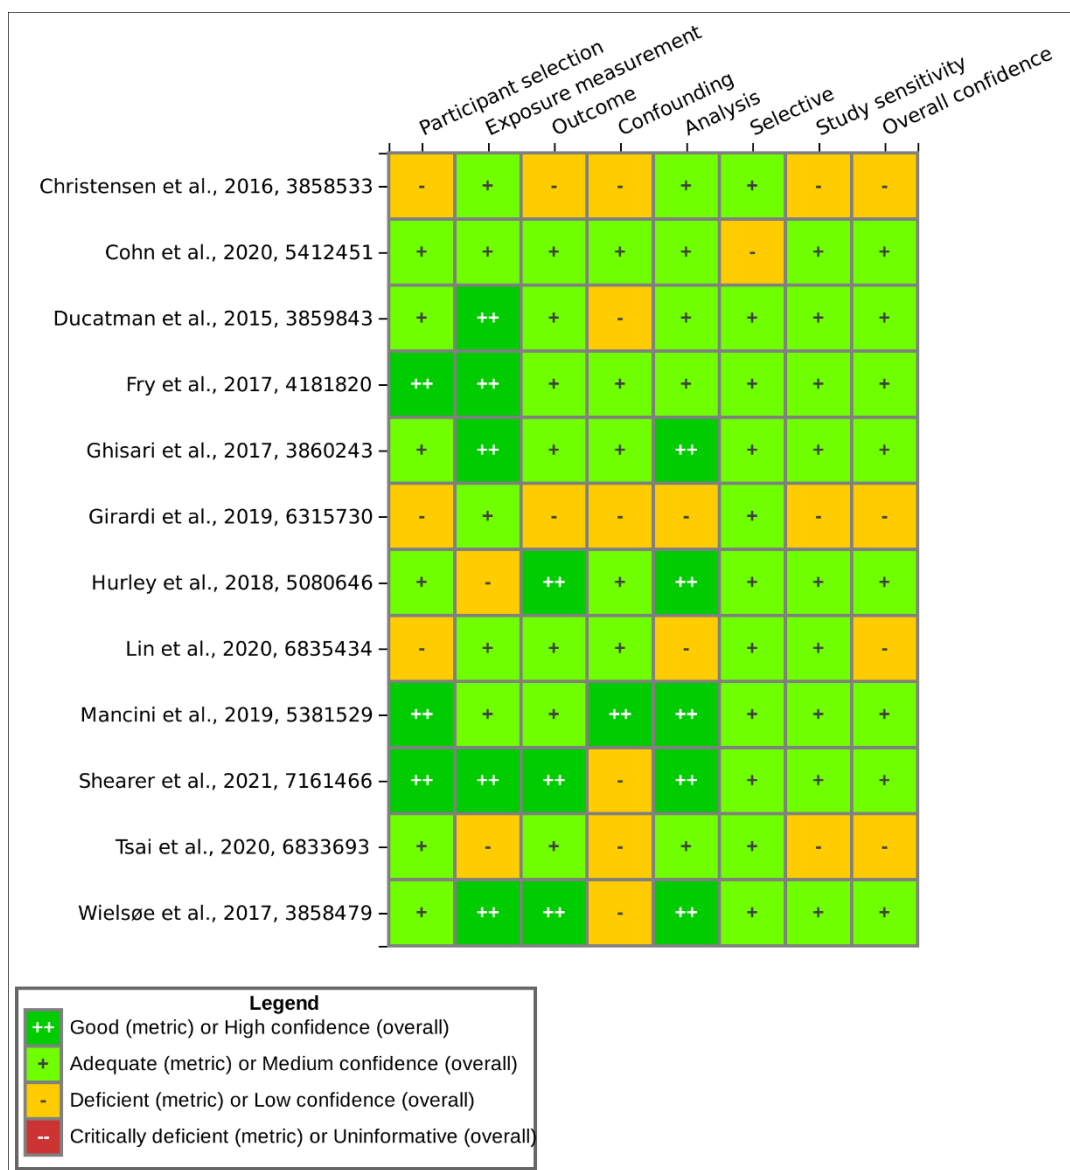 Participant selection
Exposure measurement
Outcome
Confounding
Analysis
Selective
Study sensitivity
Overall confidence
Christensen et al., 2016, 3858533 - + - - + + - -
Cohn et al., 2020, 5412451 + + + + + - + +
Ducatman et al., 2015, 3859843 + ++ + - + + + +
Fry et al., 2017, 4181820 ++ ++ + + + + + +
Ghisari et al., 2017, 3860243 + ++ + + ++ + + +
Girardi et al., 2019, 6315730 - + - - - + - -
Hurley et al., 2018, 5080646 + - ++ + ++ + + +
Lin et al., 2020, 6835434 - + + + - + + -
Mancini et al., 2019, 5381529 ++ + + ++ ++ + + +
Shearer et al., 2021, 7161466 ++ ++ ++ - ++ + + +
Tsai et al., 2020, 6833693 + - + - + + - -
Wielsøe et al., 2017, 3858479 + ++ ++ - ++ + + +
Legend
++ Good (metric) or High confidence (overall)
+ Adequate (metric) or Medium confidence (overall)
- Deficient (metric) or Low confidence (overall)
-- Critically deficient (metric) or Uninformative (overall)